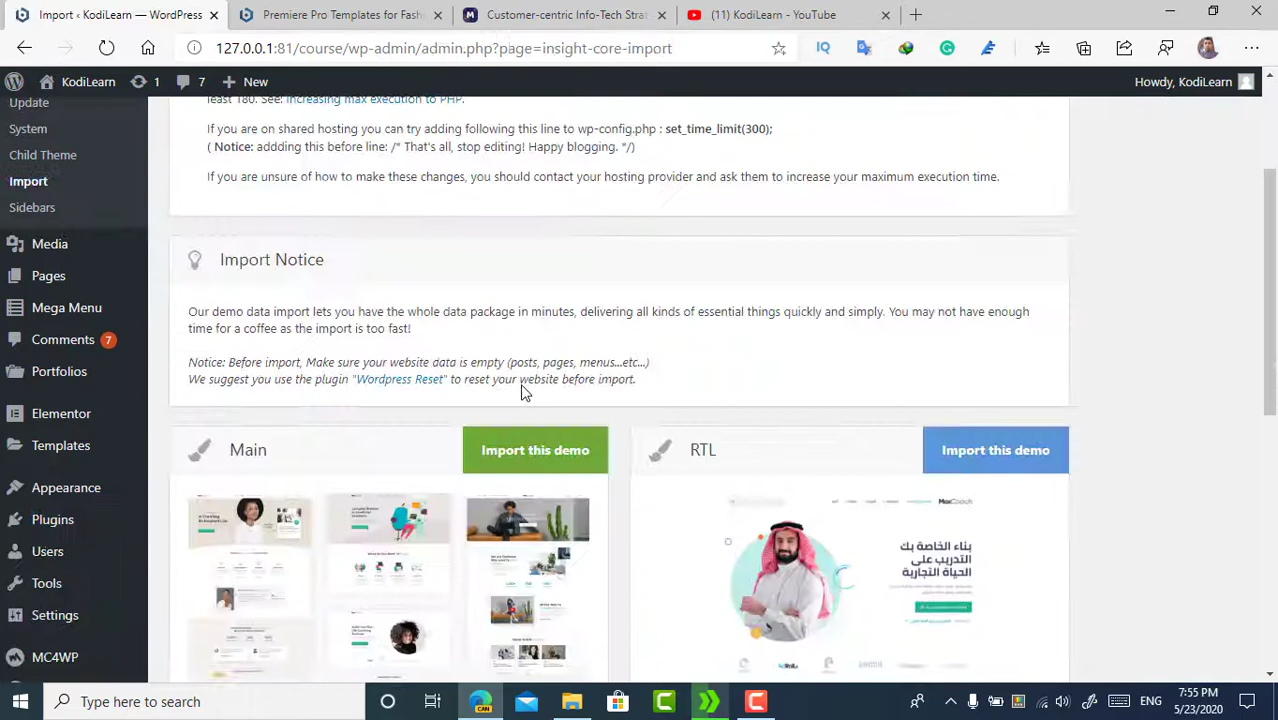 Import ‹ KodiLearn — WordPress
Premiere Pro Templates for Fash
Customer-centric Info-Tech Strat
(11) KodiLearn - YouTube
127.0.0.1:81/course/wp-admin/admin.php?page=insight-core-import
KodiLearn 1 7 New Howdy, KodiLearn
Update
System
Child Theme
Import
Sidebars
Media
Pages
Mega Menu
Comments 7
Portfolios
Elementor
Templates
Appearance
Plugins
Users
Tools
Settings
MC4WP
least 180. See: Increasing max execution to PHP.
If you are on shared hosting you can try adding following this line to wp-config.php : set_time_limit(300);
( Notice: addding this before line: /* That's all, stop editing! Happy blogging. */)
If you are unsure of how to make these changes, you should contact your hosting provider and ask them to increase your maximum execution time.
Import Notice
Our demo data import lets you have the whole data package in minutes, delivering all kinds of essential things quickly and simply. You may not have enough
time for a coffee as the import is too fast!
Notice: Before import, Make sure your website data is empty (posts, pages, menus...etc...)
We suggest you use the plugin "Wordpress Reset" to reset your website before import.
Main
Import this demo
RTL
Import this demo
MaxCoach
بناء الخاصة بك
التدريب على
الحياة التجارية
Type here to search
CAN
ENG
7:55 PM
5/23/2020